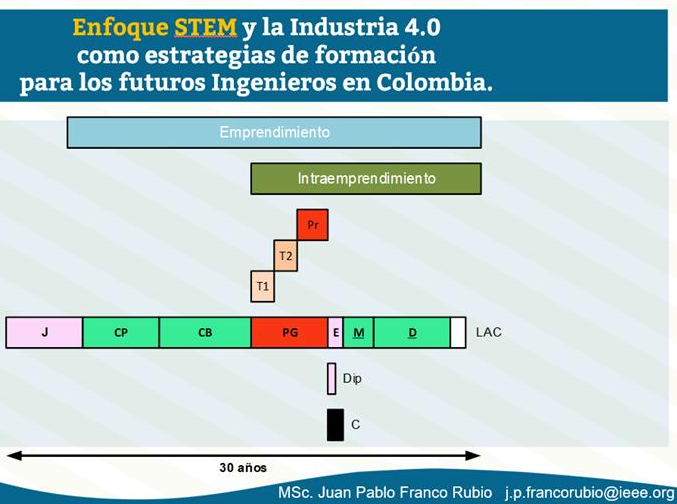 Enfoque STEM y la Industria 4.0
como estrategias de formación
para los futuros Ingenieros en Colombia.
Emprendimiento
Intraemprendimiento
Pr
T2
T1
J CP CB PG E M D LAC
Dip
C
30 años
MSc. Juan Pablo Franco Rubio j.p.francorubio@ieee.org